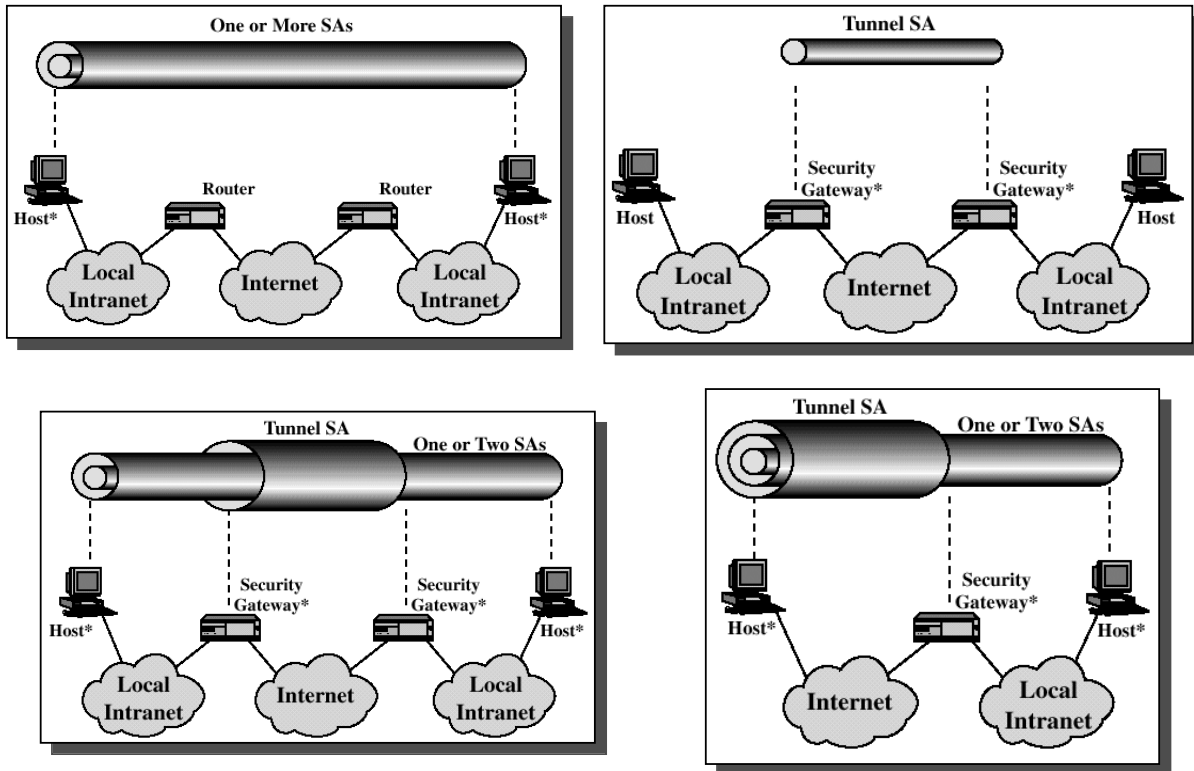 One or More SAs
Router
Router
Host*
Host*
Local
Intranet
Internet
Local
Intranet
Tunnel SA
Security
Gateway*
Security
Gateway*
Host
Host
Local
Intranet
Internet
Local
Intranet
Tunnel SA
One or Two SAs
Security
Gateway*
Security
Gateway*
Host*
Host*
Local
Intranet
Internet
Local
Intranet
Tunnel SA
One or Two SAs
Security
Gateway*
Host*
Host*
Internet
Local
Intranet